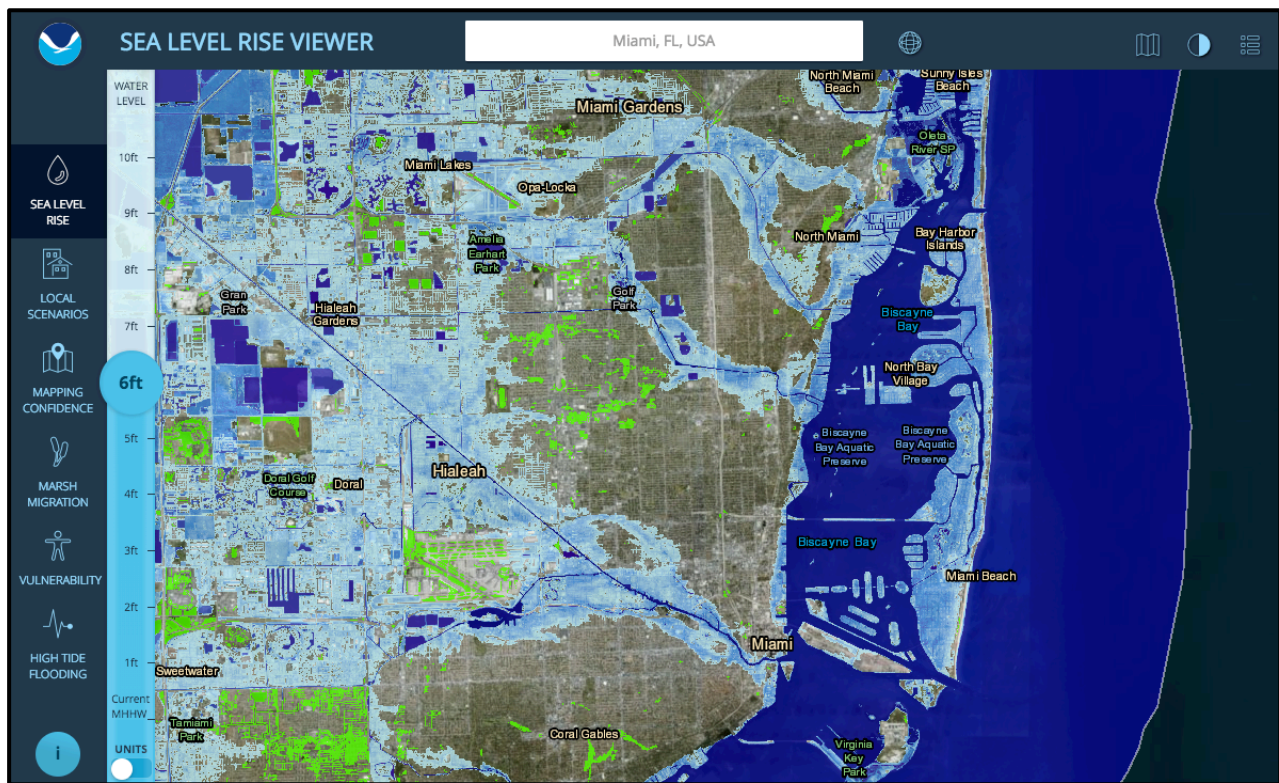 SEA LEVEL RISE VIEWER
Miami, FL, USA
WATER
LEVEL
10ft
9ft
8ft
7ft
6ft
5ft
4ft
3ft
2ft
1ft
Current
MHHW
UNITS
SEA LEVEL
RISE
LOCAL
SCENARIOS
MAPPING
CONFIDENCE
MARSH
MIGRATION
VULNERABILITY
HIGH TIDE
FLOODING
i
North Miami
Beach
Sunny Isles
Beach
Miami Gardens
Oleta
River SP
Miami Lakes
Opa-Locka
Amelia
Earhart
Park
North Miami
Bay Harbor
Islands
Gran
Park
Hialeah
Gardens
Golf
Park
Biscayne
Bay
North Bay
Village
Biscayne
Bay Aquatic
Preserve
Biscayne
Bay Aquatic
Preserve
Hialeah
Doral Golf
Course
Doral
Biscayne Bay
Miami Beach
Miami
Sweetwater
Tamiami
Park
Coral Gables
Virginia
Key
Park